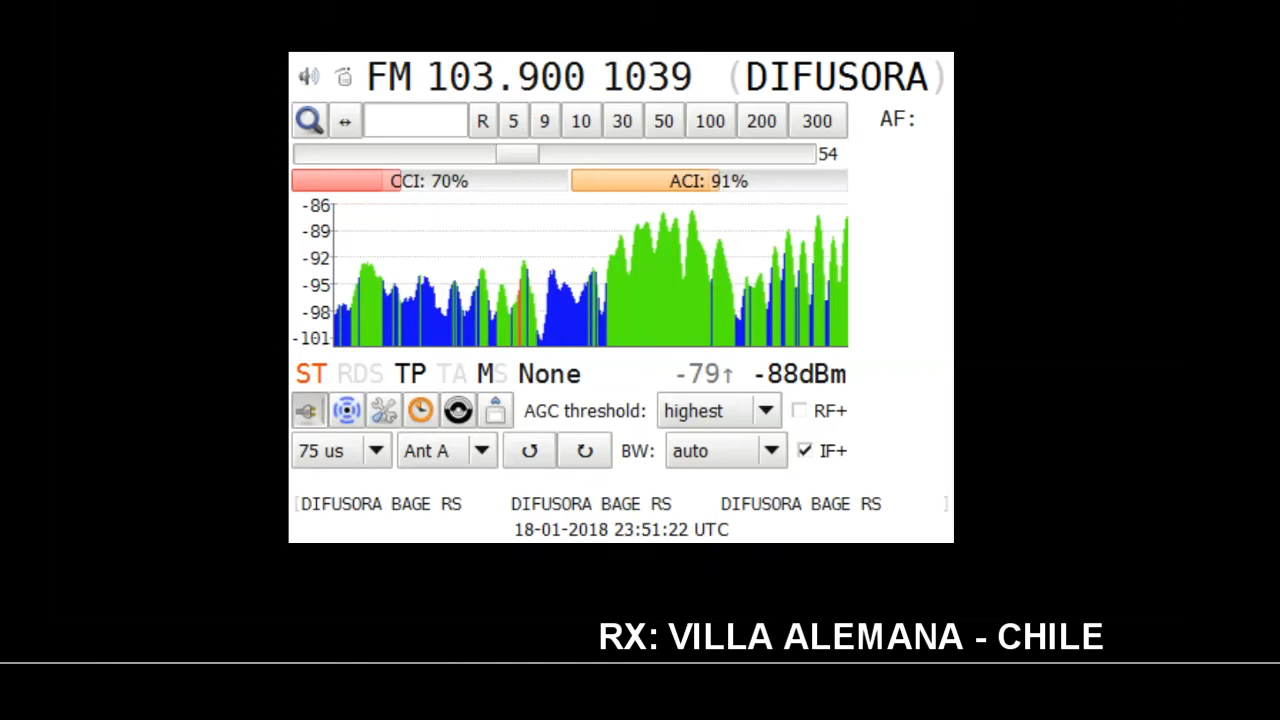 FM 103.900 1039 (DIFUSORA)
↔ R 5 9 10 30 50 100 200 300 AF:
54
CCI: 70% ACI: 91%
-86
-89
-92
-95
-98
-101
ST RDS TP TA MS None -79↑ -88dBm
AGC threshold: highest RF+
75 us Ant A ↺ ↻ BW: auto IF+
[DIFUSORA BAGE RS DIFUSORA BAGE RS DIFUSORA BAGE RS ]
18-01-2018 23:51:22 UTC
RX: VILLA ALEMANA - CHILE